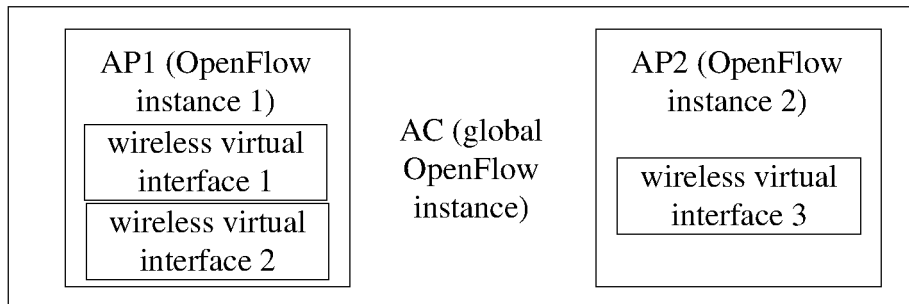 AP1 (OpenFlow
instance 1)
wireless virtual
interface 1
wireless virtual
interface 2
AC (global
OpenFlow
instance)
AP2 (OpenFlow
instance 2)
wireless virtual
interface 3